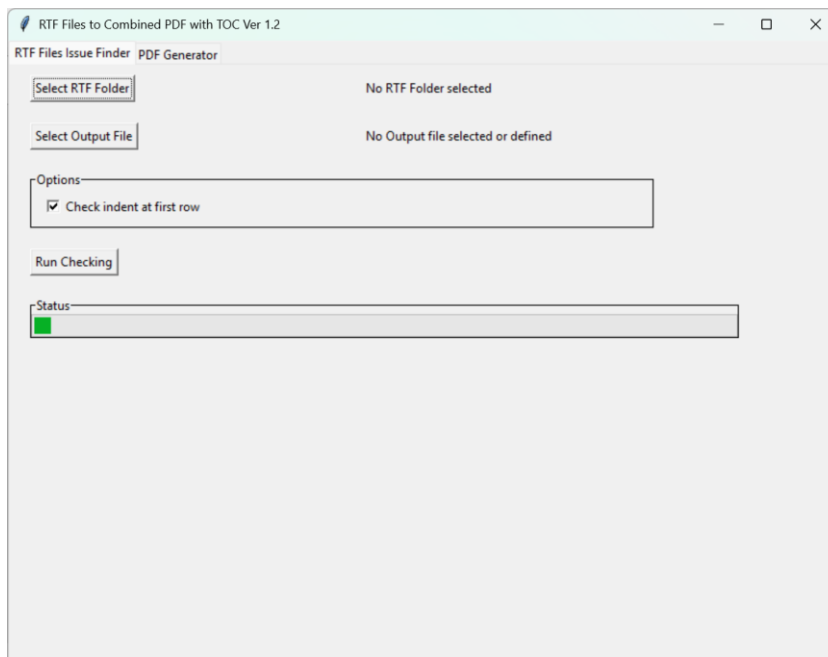 RTF Files to Combined PDF with TOC Ver 1.2
RTF Files Issue Finder PDF Generator
Select RTF Folder No RTF Folder selected
Select Output File No Output file selected or defined
Options
Check indent at first row
Run Checking
Status